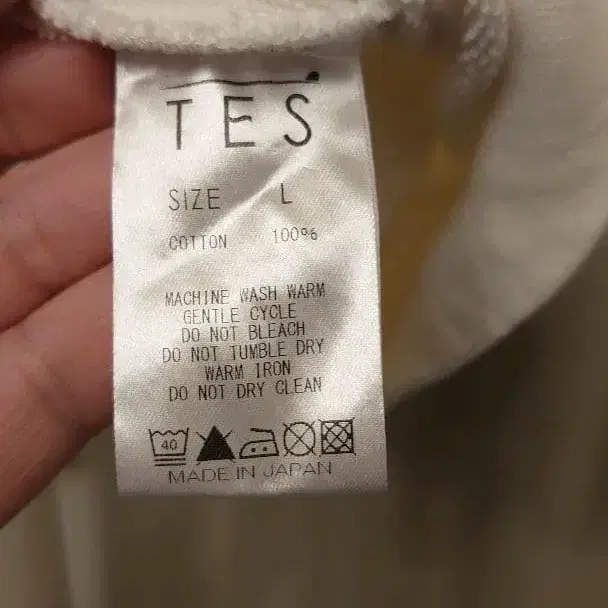 TES
SIZE L
COTTON 100%
MACHINE WASH WARM
GENTLE CYCLE
DO NOT BLEACH
DO NOT TUMBLE DRY
WARM IRON
DO NOT DRY CLEAN
40
MADE IN JAPAN